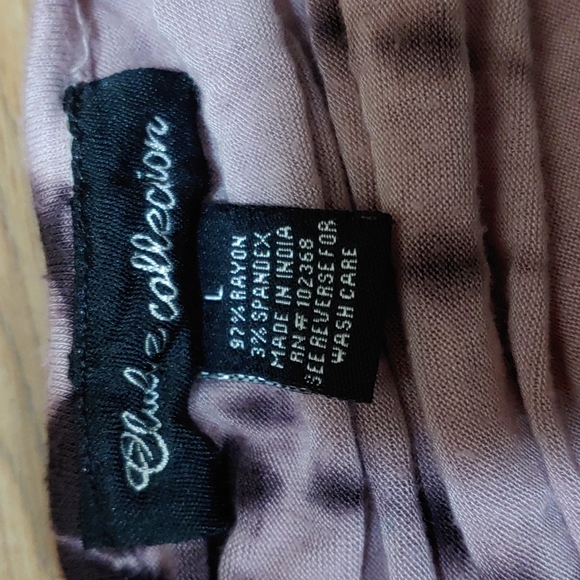 Club Z collection
L
97% RAYON
3% SPANDEX
MADE IN INDIA
RN# 102368
SEE REVERSE FOR
WASH CARE